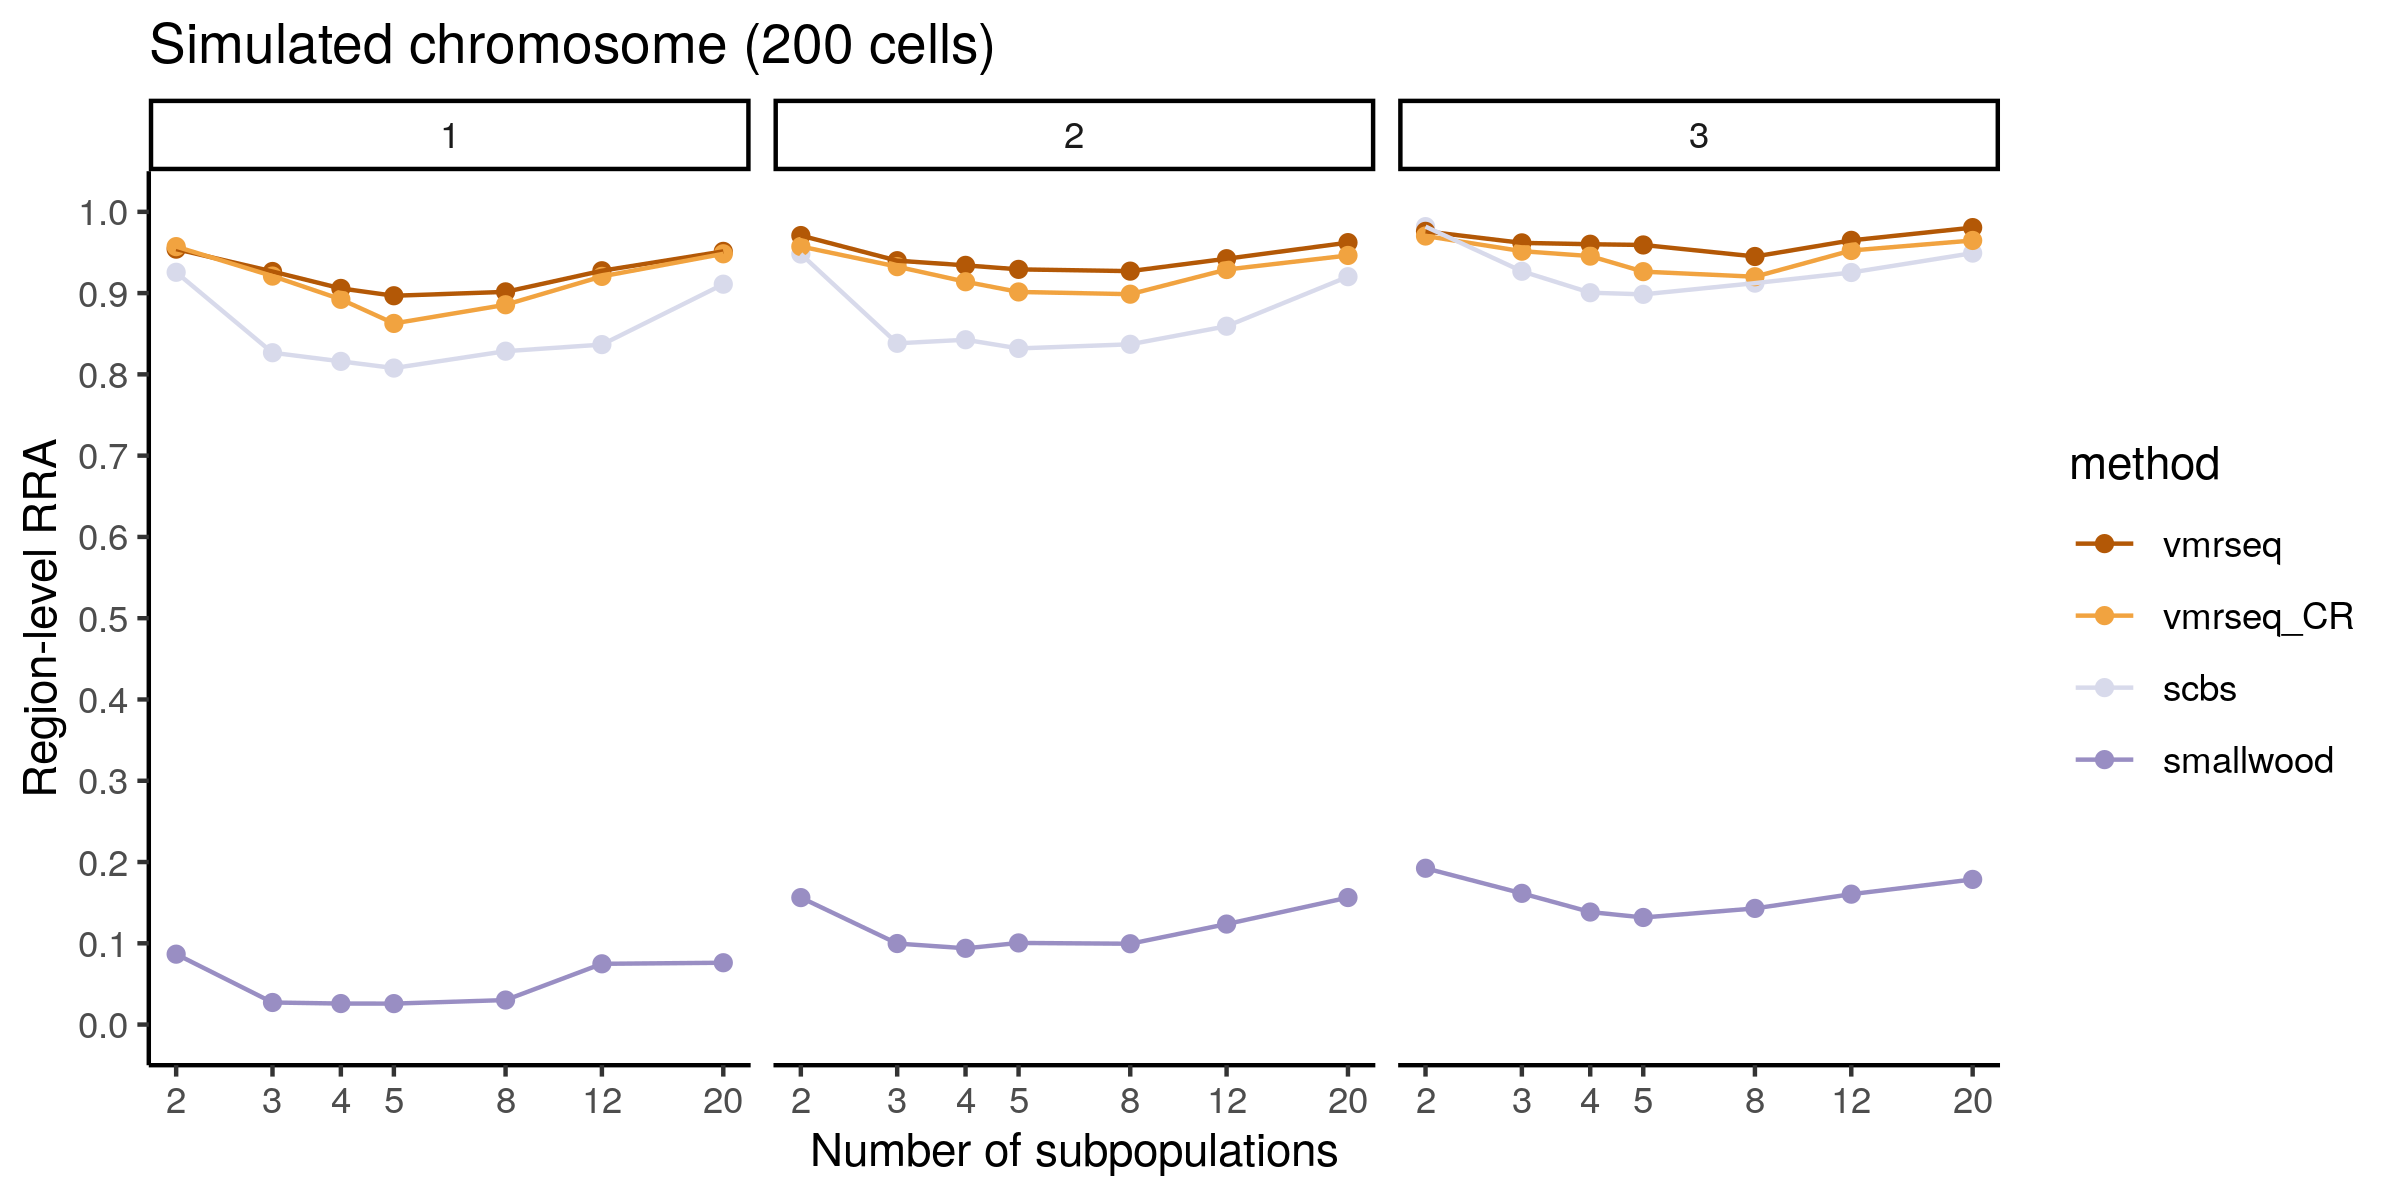 Simulated chromosome (200 cells)
1 2 3
Region-level RRA
1.0
0.9
0.8
0.7
0.6
0.5
0.4
0.3
0.2
0.1
0.0
2 3 4 5 8 12 20 2 3 4 5 8 12 20 2 3 4 5 8 12 20
Number of subpopulations
method
vmrseq
vmrseq_CR
scbs
smallwood